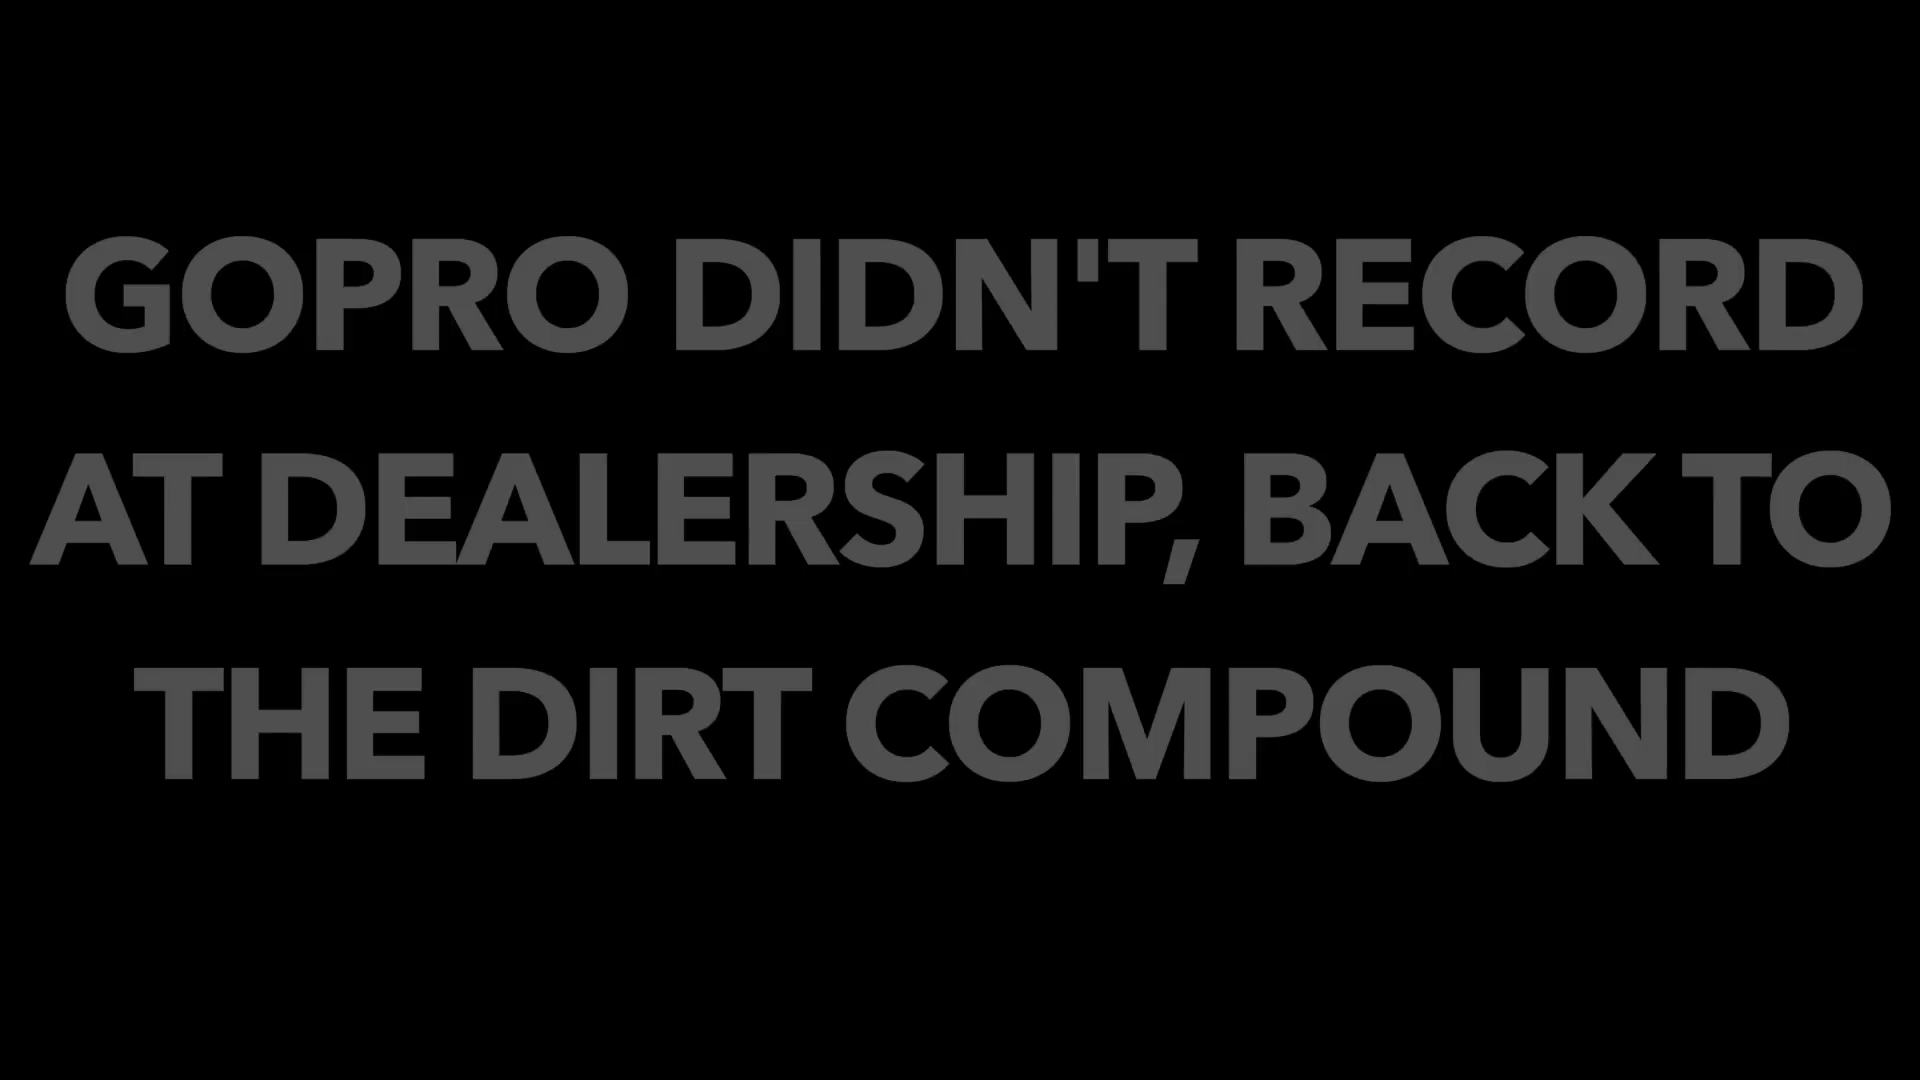 GOPRO DIDN'T RECORD
AT DEALERSHIP, BACK TO
THE DIRT COMPOUND